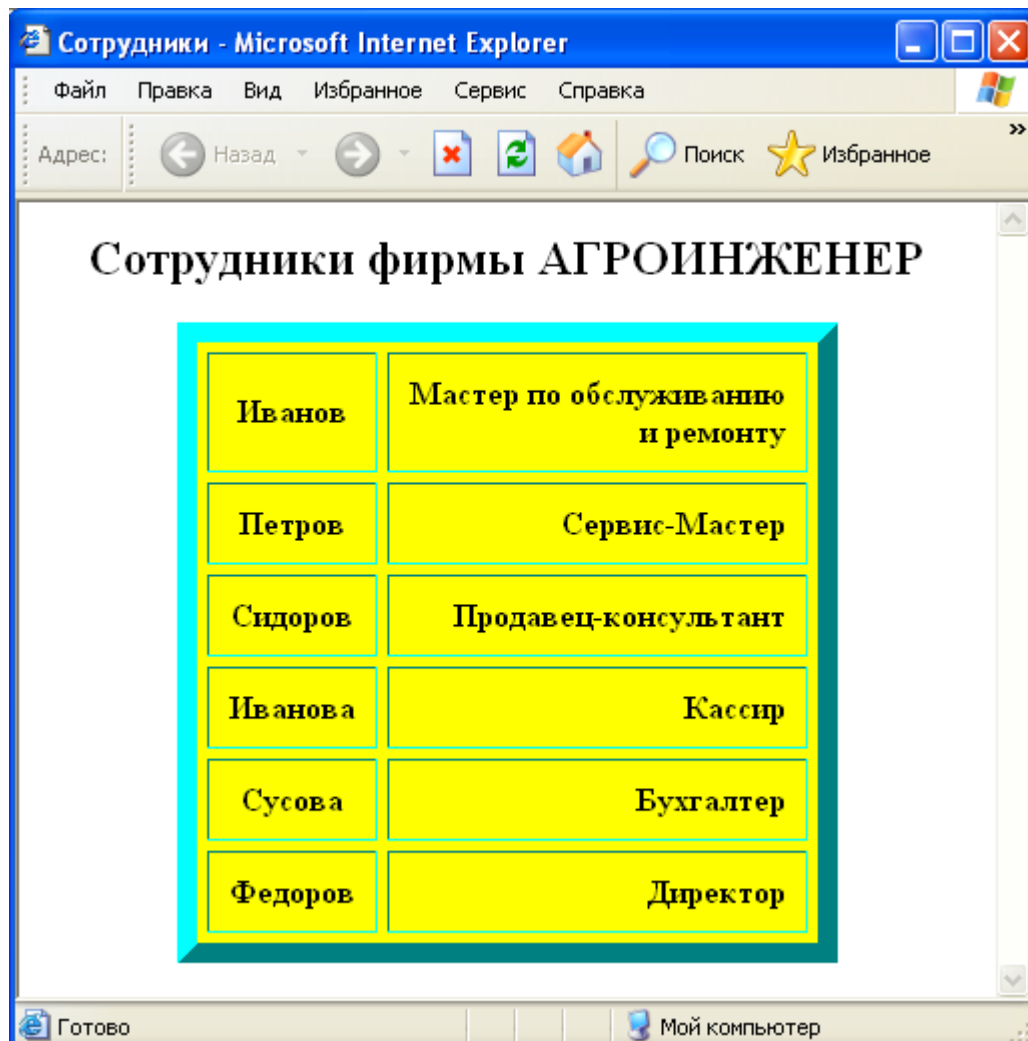 Сотрудники - Microsoft Internet Explorer
Файл Правка Вид Избранное Сервис Справка
Адрес: Назад Поиск Избранное
Сотрудники фирмы АГРОИНЖЕНЕР
Иванов Мастер по обслуживанию
и ремонту
Петров Сервис-Мастер
Сидоров Продавец-консультант
Иванова Кассир
Сусова Бухгалтер
Федоров Директор
Готово Мой компьютер